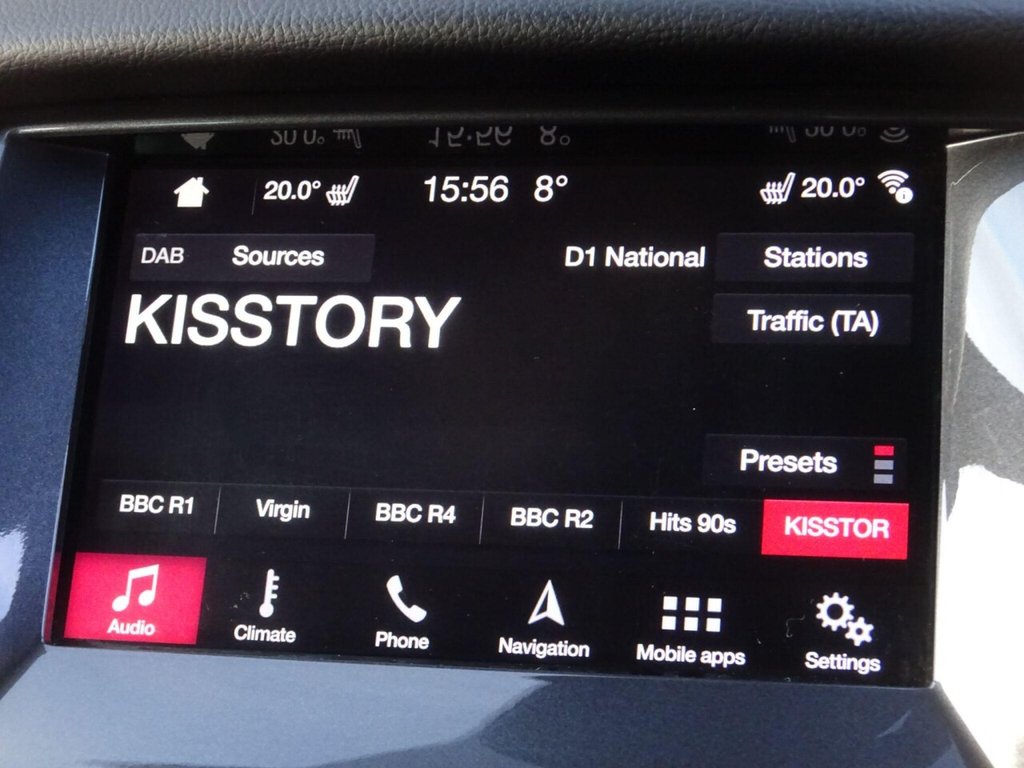 20.0° 15:56 8° 20.0°
DAB Sources D1 National Stations
KISSTORY
Traffic (TA)
Presets
BBC R1 Virgin BBC R4 BBC R2 Hits 90s KISSTOR
Audio Climate Phone Navigation Mobile apps Settings